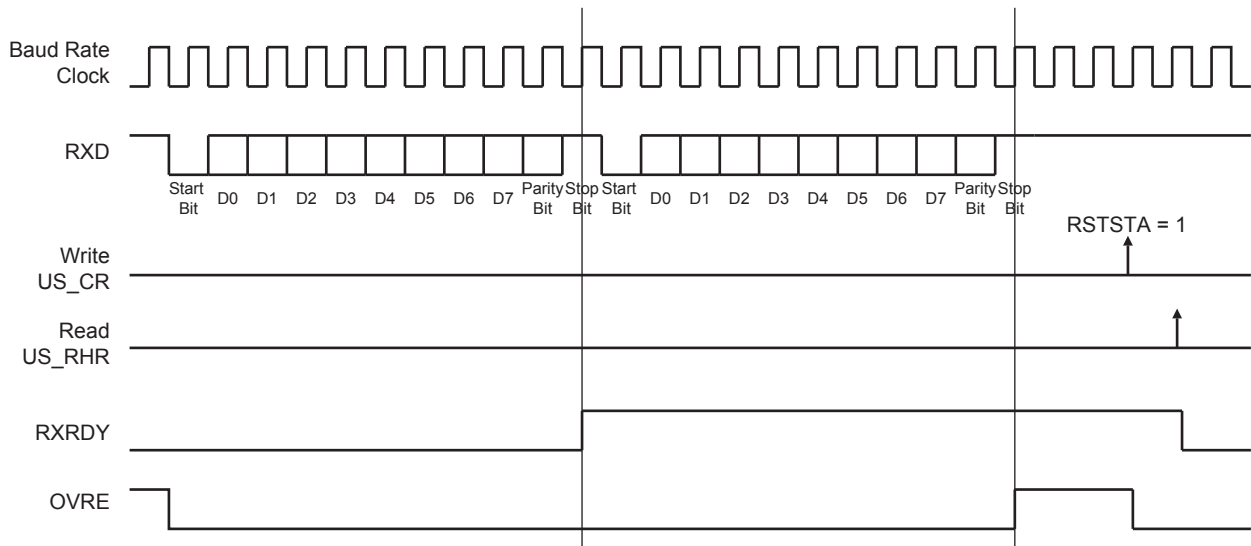 Baud Rate
Clock
RXD
Start
Bit
D0
D1
D2
D3
D4
D5
D6
D7
Parity
Bit
Stop
Bit
Start
Bit
D0
D1
D2
D3
D4
D5
D6
D7
Parity
Bit
Stop
Bit
RSTSTA = 1
Write
US_CR
Read
US_RHR
RXRDY
OVRE